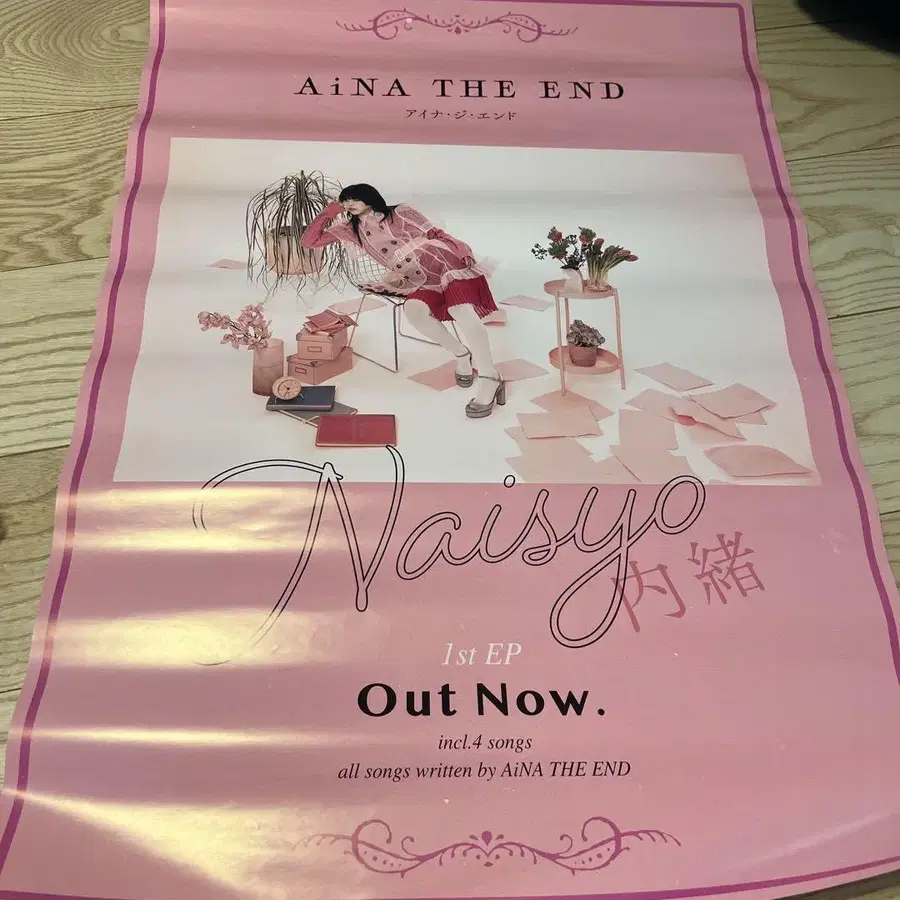 AiNA THE END
アイナ・ジ・エンド
Naisyo
内緒
1st EP
Out Now.
incl.4 songs
all songs written by AiNA THE END